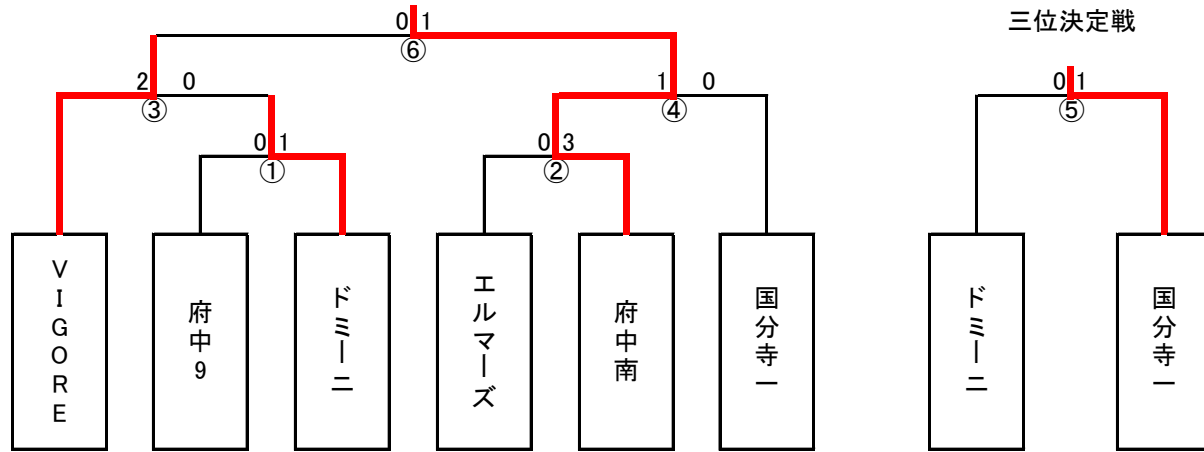 0 1
三位決定戦
⑥
2 0
1 0
0 1
③
④
⑤
0 1
0 3
①
②
VIGORE
府中9
ドミーニ
エルマーズ
府中南
国分寺一
ドミーニ
国分寺一